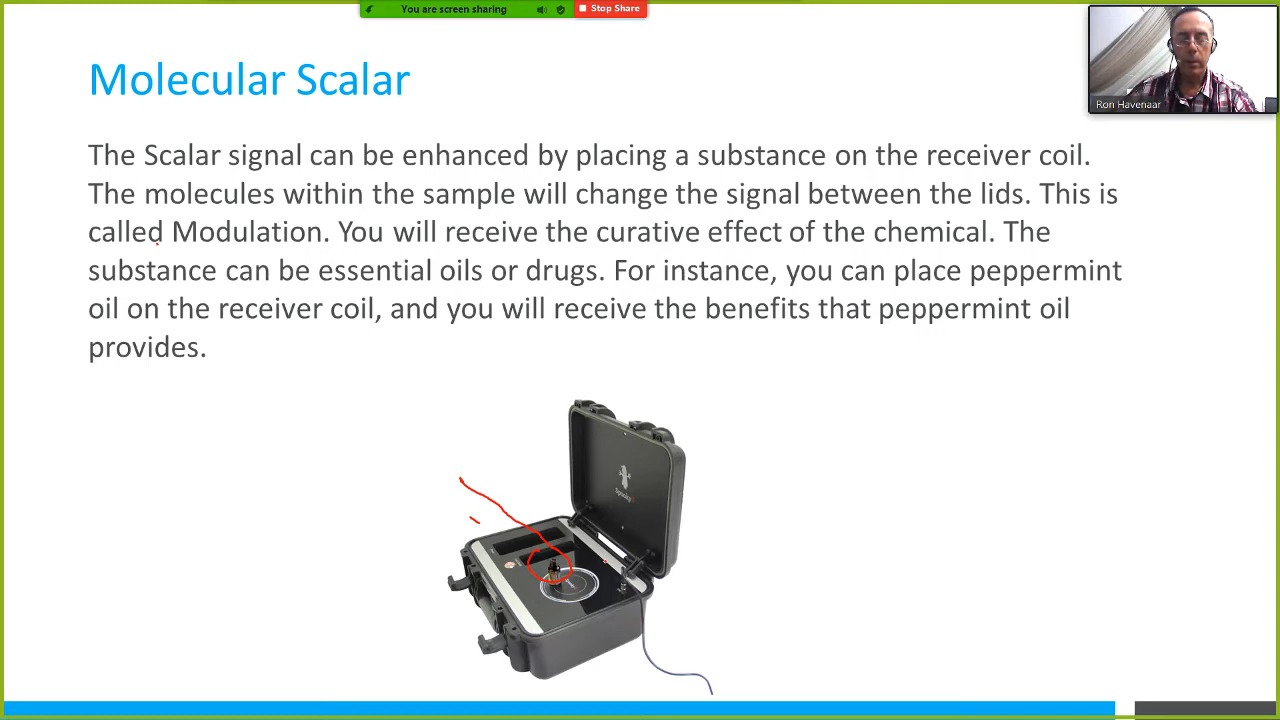 You are screen sharing
Stop Share
Ron Havenaar
Molecular Scalar
The Scalar signal can be enhanced by placing a substance on the receiver coil.
The molecules within the sample will change the signal between the lids. This is
called Modulation. You will receive the curative effect of the chemical. The
substance can be essential oils or drugs. For instance, you can place peppermint
oil on the receiver coil, and you will receive the benefits that peppermint oil
provides.
Spooky2